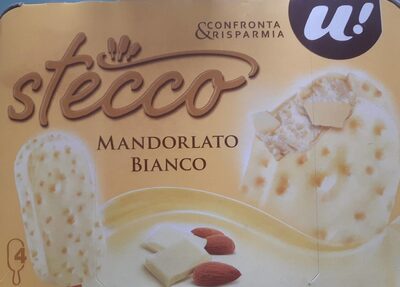 CONFRONTA
&RISPARMIA
u!
stecco
MANDORLATO
BIANCO
4